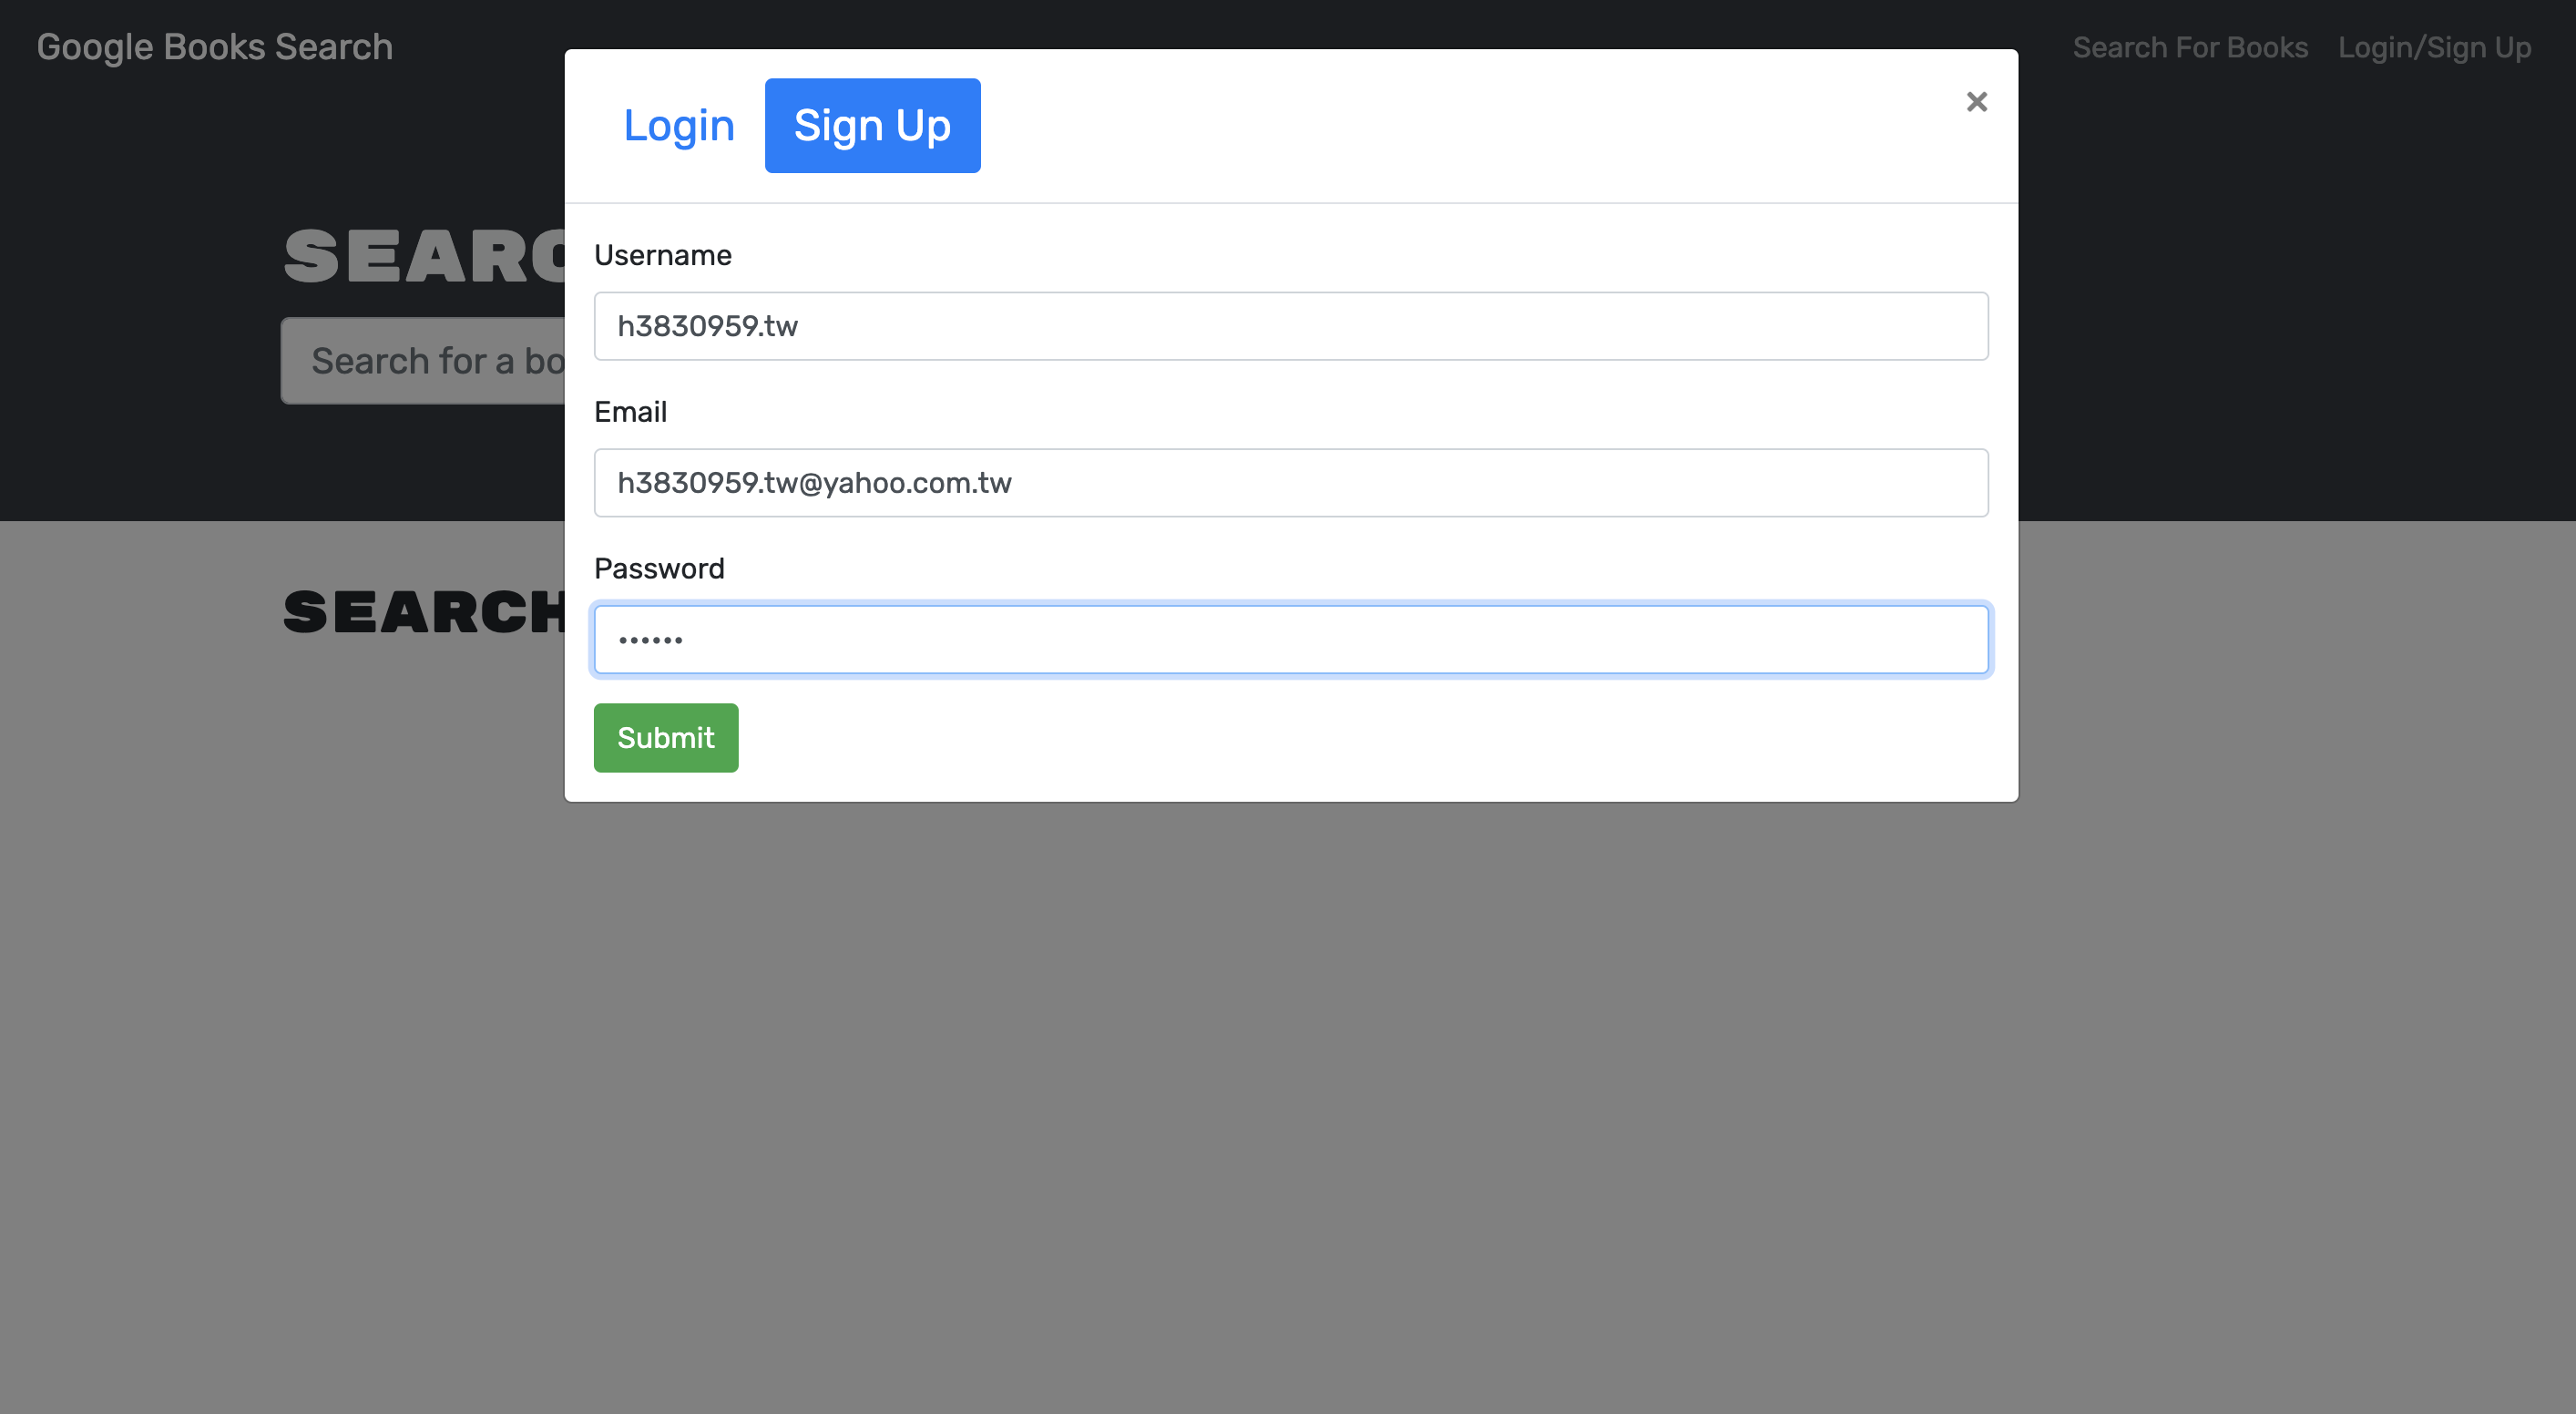 Google Books Search
Search For Books
Login/Sign Up
Login
Sign Up
×
SEARC
Search for a bo
Username
h3830959.tw
Email
h3830959.tw@yahoo.com.tw
Password
••••••
SEARCH
Submit